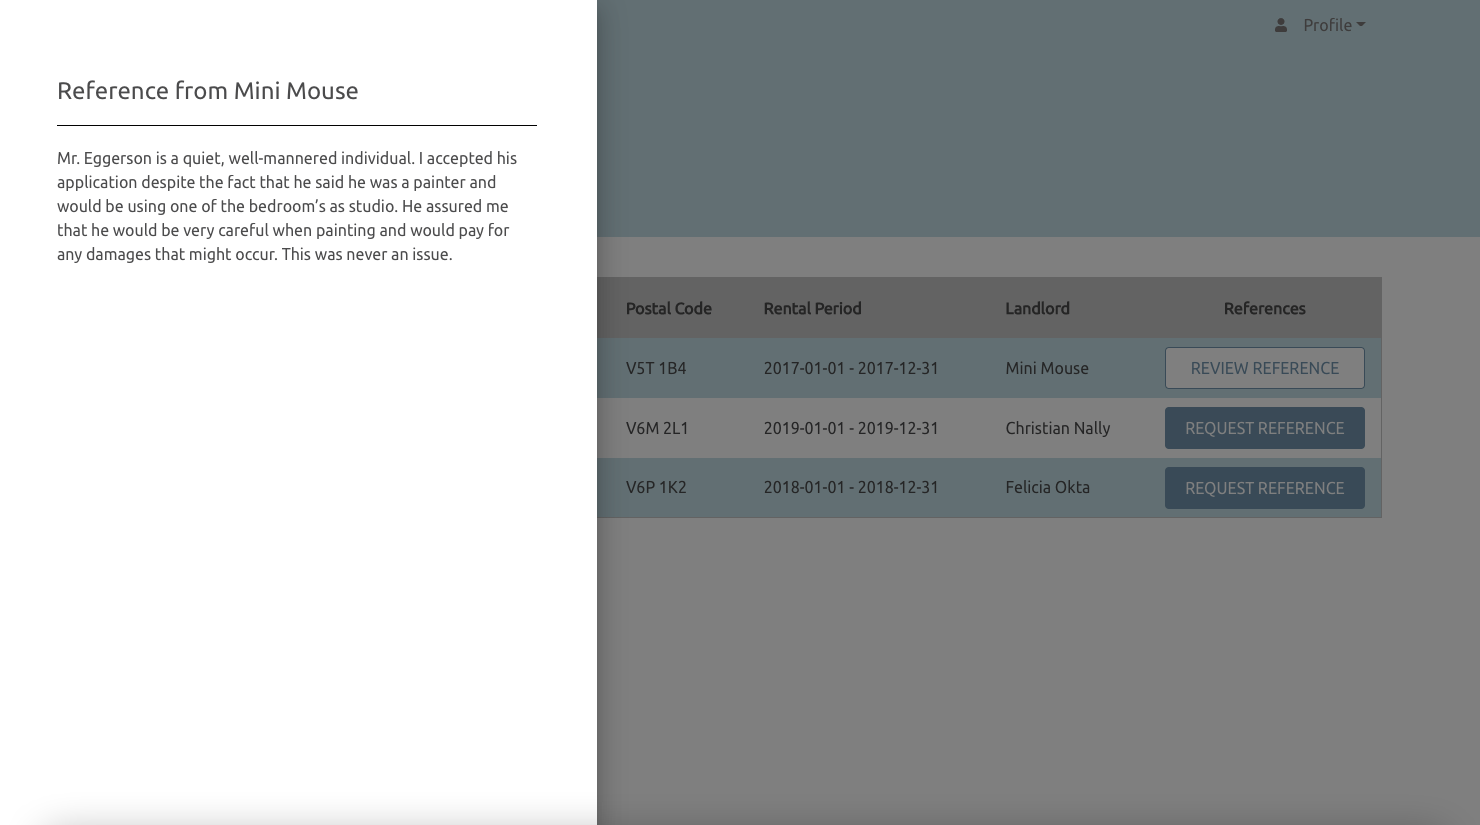 Profile
Reference from Mini Mouse
Mr. Eggerson is a quiet, well-mannered individual. I accepted his
application despite the fact that he said he was a painter and
would be using one of the bedroom’s as studio. He assured me
that he would be very careful when painting and would pay for
any damages that might occur. This was never an issue.
Postal Code Rental Period Landlord References
V5T 1B4 2017-01-01 - 2017-12-31 Mini Mouse REVIEW REFERENCE
V6M 2L1 2019-01-01 - 2019-12-31 Christian Nally REQUEST REFERENCE
V6P 1K2 2018-01-01 - 2018-12-31 Felicia Okta REQUEST REFERENCE